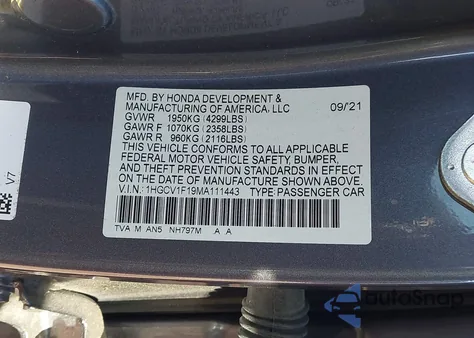 MFD. BY HONDA DEVELOPMENT &
MANUFACTURING OF AMERICA, LLC 09/21
GVWR 1950KG (4299LBS)
GAWR F 1070KG (2358LBS)
GAWR R 960KG (2116LBS)
THIS VEHICLE CONFORMS TO ALL APPLICABLE
FEDERAL MOTOR VEHICLE SAFETY, BUMPER,
AND THEFT PREVENTION STANDARDS IN EFFECT
ON THE DATE OF MANUFACTURE SHOWN ABOVE.
V.I.N.: 1HGCV1F19MA111443 TYPE: PASSENGER CAR
TVA M AN5 NH797M A A
V7
autoSnap